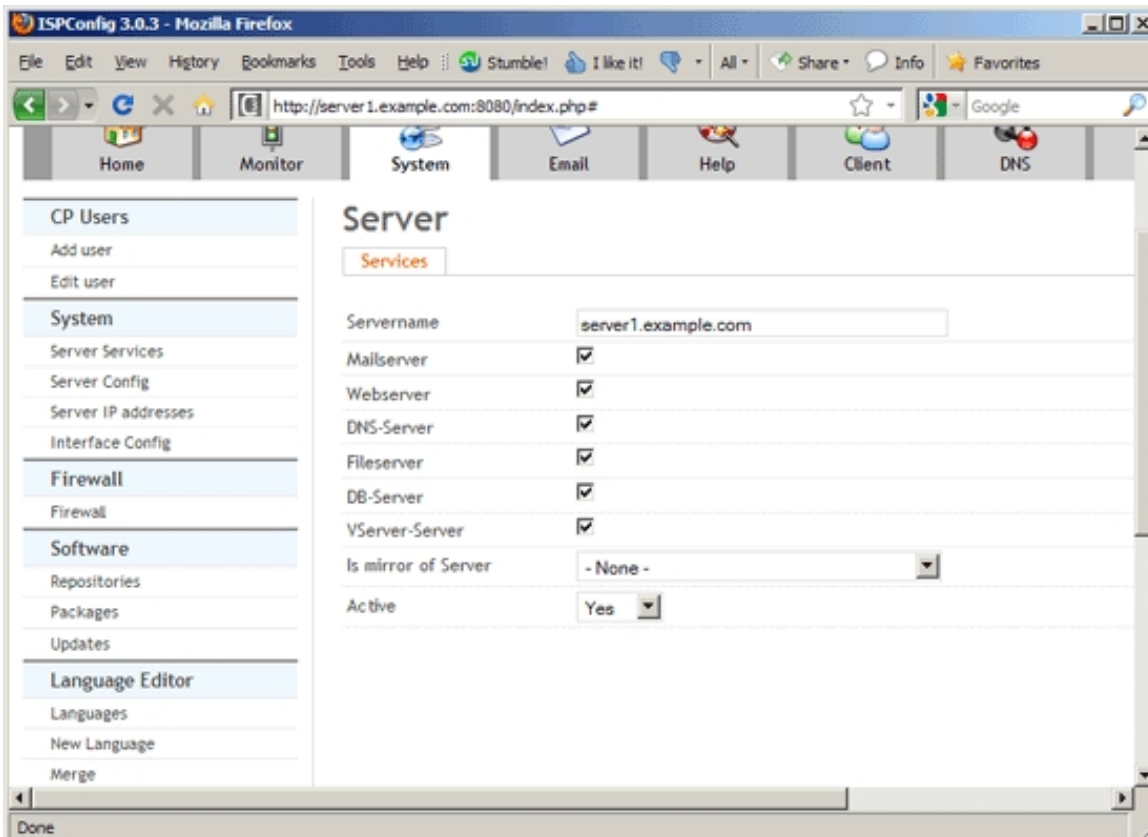 ISPConfig 3.0.3 - Mozilla Firefox
File Edit View History Bookmarks Tools Help Stumble! I like it! All Share Info Favorites
http://server1.example.com:8080/index.php# Google
Home Monitor System Email Help Client DNS
CP Users
Add user
Edit user
System
Server Services
Server Config
Server IP addresses
Interface Config
Firewall
Firewall
Software
Repositories
Packages
Updates
Language Editor
Languages
New Language
Merge
Server
Services
Servername server1.example.com
Mailserver
Webserver
DNS-Server
Fileserver
DB-Server
VServer-Server
Is mirror of Server - None -
Active Yes
Done